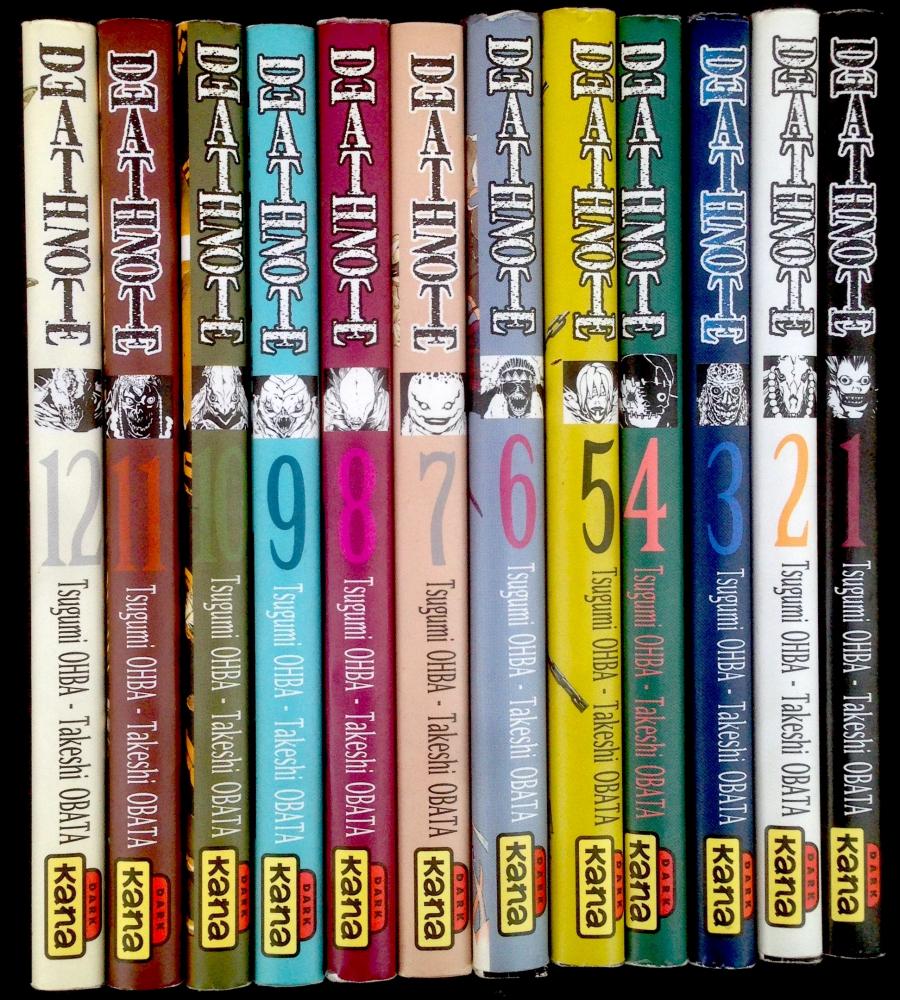 DEATH NOTE
12
Tsugumi OHBA - Takeshi OBATA
DARK
kana
DEATH NOTE
11
Tsugumi OHBA - Takeshi OBATA
DARK
kana
DEATH NOTE
10
Tsugumi OHBA - Takeshi OBATA
DARK
kana
DEATH NOTE
9
Tsugumi OHBA - Takeshi OBATA
DARK
kana
DEATH NOTE
8
Tsugumi OHBA - Takeshi OBATA
DARK
kana
DEATH NOTE
7
Tsugumi OHBA - Takeshi OBATA
DARK
kana
DEATH NOTE
6
Tsugumi OHBA - Takeshi OBATA
DARK
kana
DEATH NOTE
5
Tsugumi OHBA - Takeshi OBATA
kana
DEATH NOTE
4
Tsugumi OHBA - Takeshi OBATA
DARK
kana
DEATH NOTE
3
Tsugumi OHBA - Takeshi OBATA
DARK
kana
DEATH NOTE
2
Tsugumi OHBA - Takeshi OBATA
DARK
kana
DEATH NOTE
1
Tsugumi OHBA - Takeshi OBATA
DARK
kana